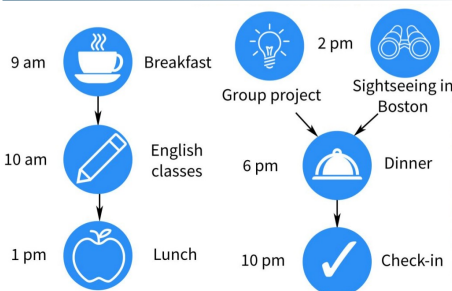 9 am
Breakfast
10 am
English
classes
1 pm
Lunch
2 pm
Group project
Sightseeing in
Boston
6 pm
Dinner
10 pm
Check-in